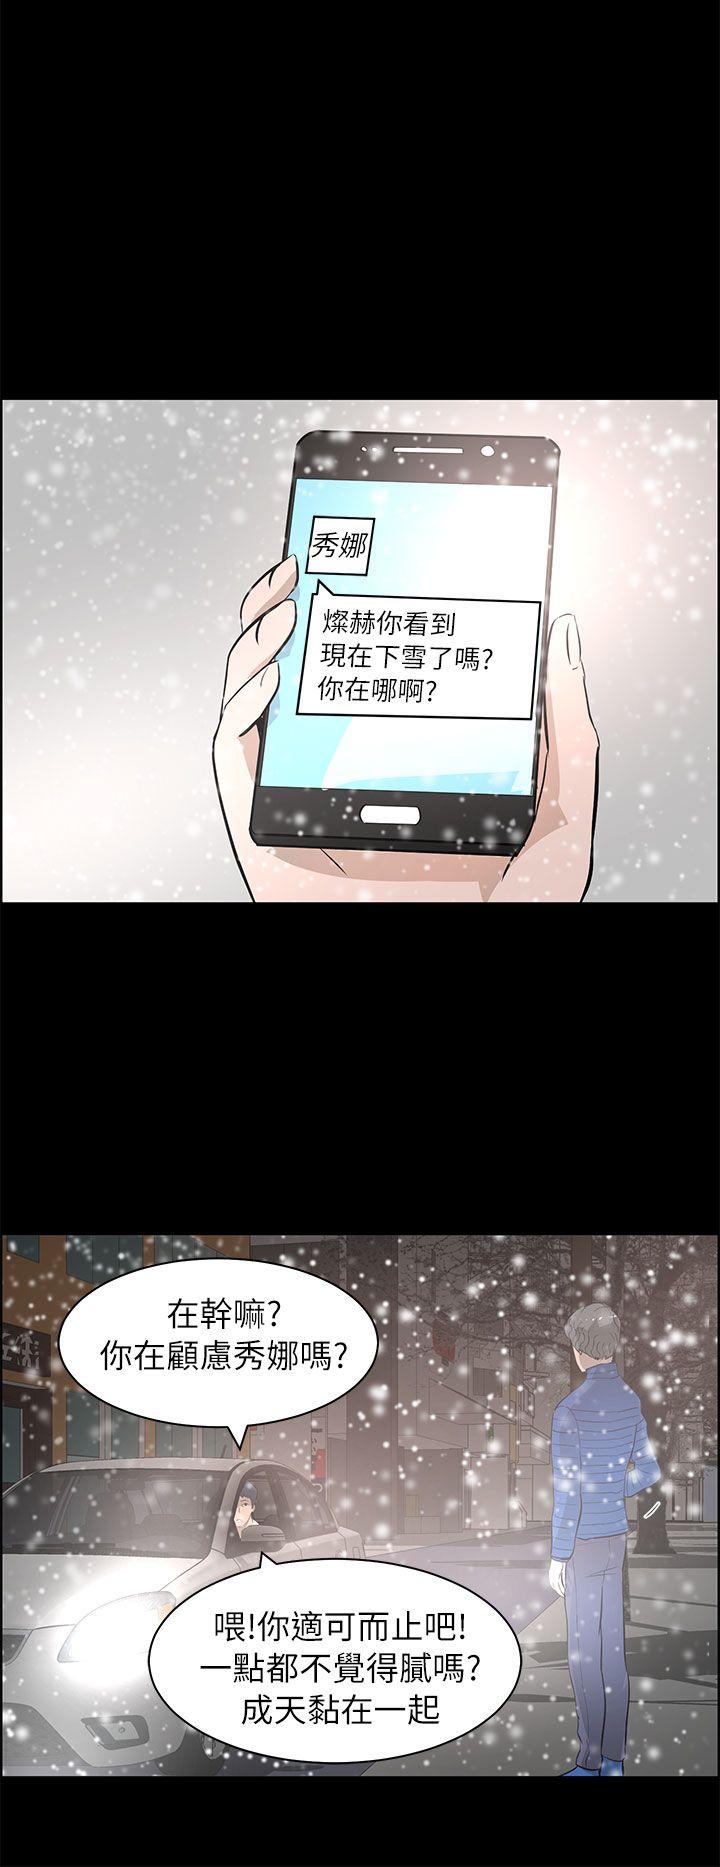 秀娜
燦赫你看到
現在下雪了嗎?
你在哪啊?
在幹嘛?
你在顧慮秀娜嗎?
喂!你適可而止吧!
一點都不覺得膩嗎?
成天黏在一起